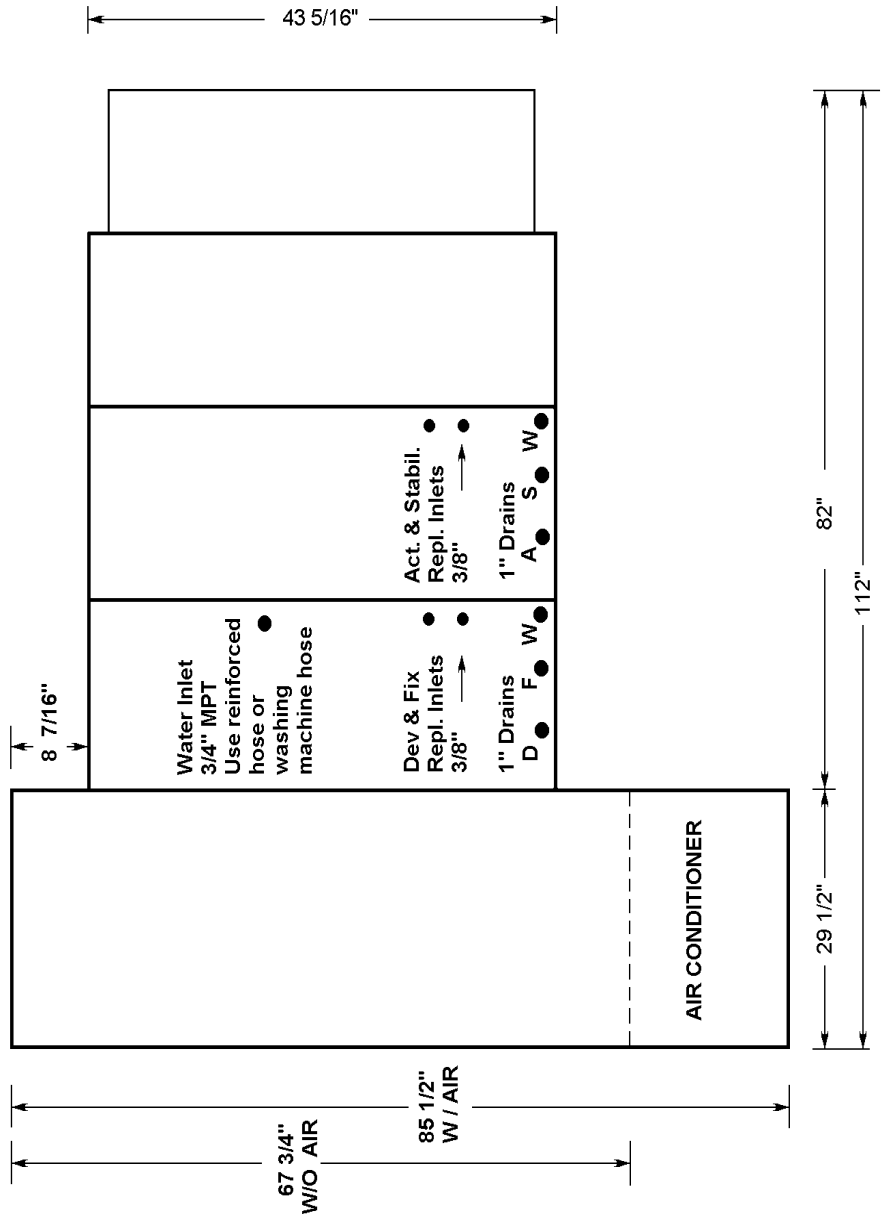 43 5/16"
8 7/16"
Water Inlet
3/4" MPT
Use reinforced
hose or
washing
machine hose
Dev & Fix
Repl. Inlets
3/8"
1" Drains
D F W
Act. & Stabil.
Repl. Inlets
3/8"
1" Drains
A S W
AIR CONDITIONER
29 1/2"
82"
112"
67 3/4"
W/O AIR
85 1/2"
W / AIR